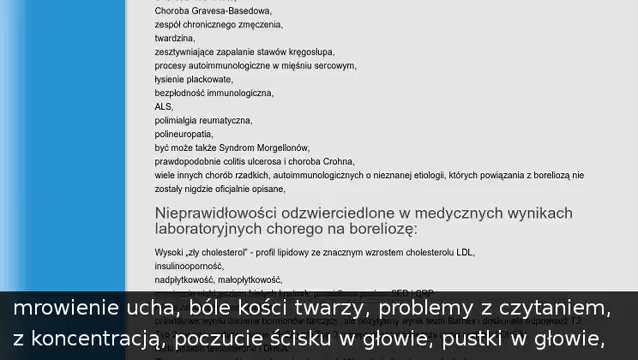 Choroba Gravesa-Basedowa,
zespół chronicznego zmęczenia,
twardzina,
zesztywniające zapalanie stawów kręgosłupa,
procesy autoimmunologiczne w mięśniu sercowym,
łysienie plackowate,
bezpłodność immunologiczna,
ALS,
polimialgia reumatyczna,
polineuropatia,
być może także Syndrom Morgellonów,
prawdopodobnie colitis ulcerosa i choroba Crohna,
wiele innych chorób rzadkich, autoimmunologicznych o nieznanej etiologii, których powiązania z boreliozą nie
zostały nigdzie oficjalnie opisane,
Nieprawidłowości odzwierciedlone w medycznych wynikach
laboratoryjnych chorego na boreliozę:
Wysoki „zły cholesterol” - profil lipidowy ze znacznym wzrostem cholesterolu LDL,
insulinooporność,
nadpłytkowość, małopłytkowość,
mrowienie ucha, bóle kości twarzy, problemy z czytaniem,
z koncentracją, poczucie ścisku w głowie, pustki w głowie,